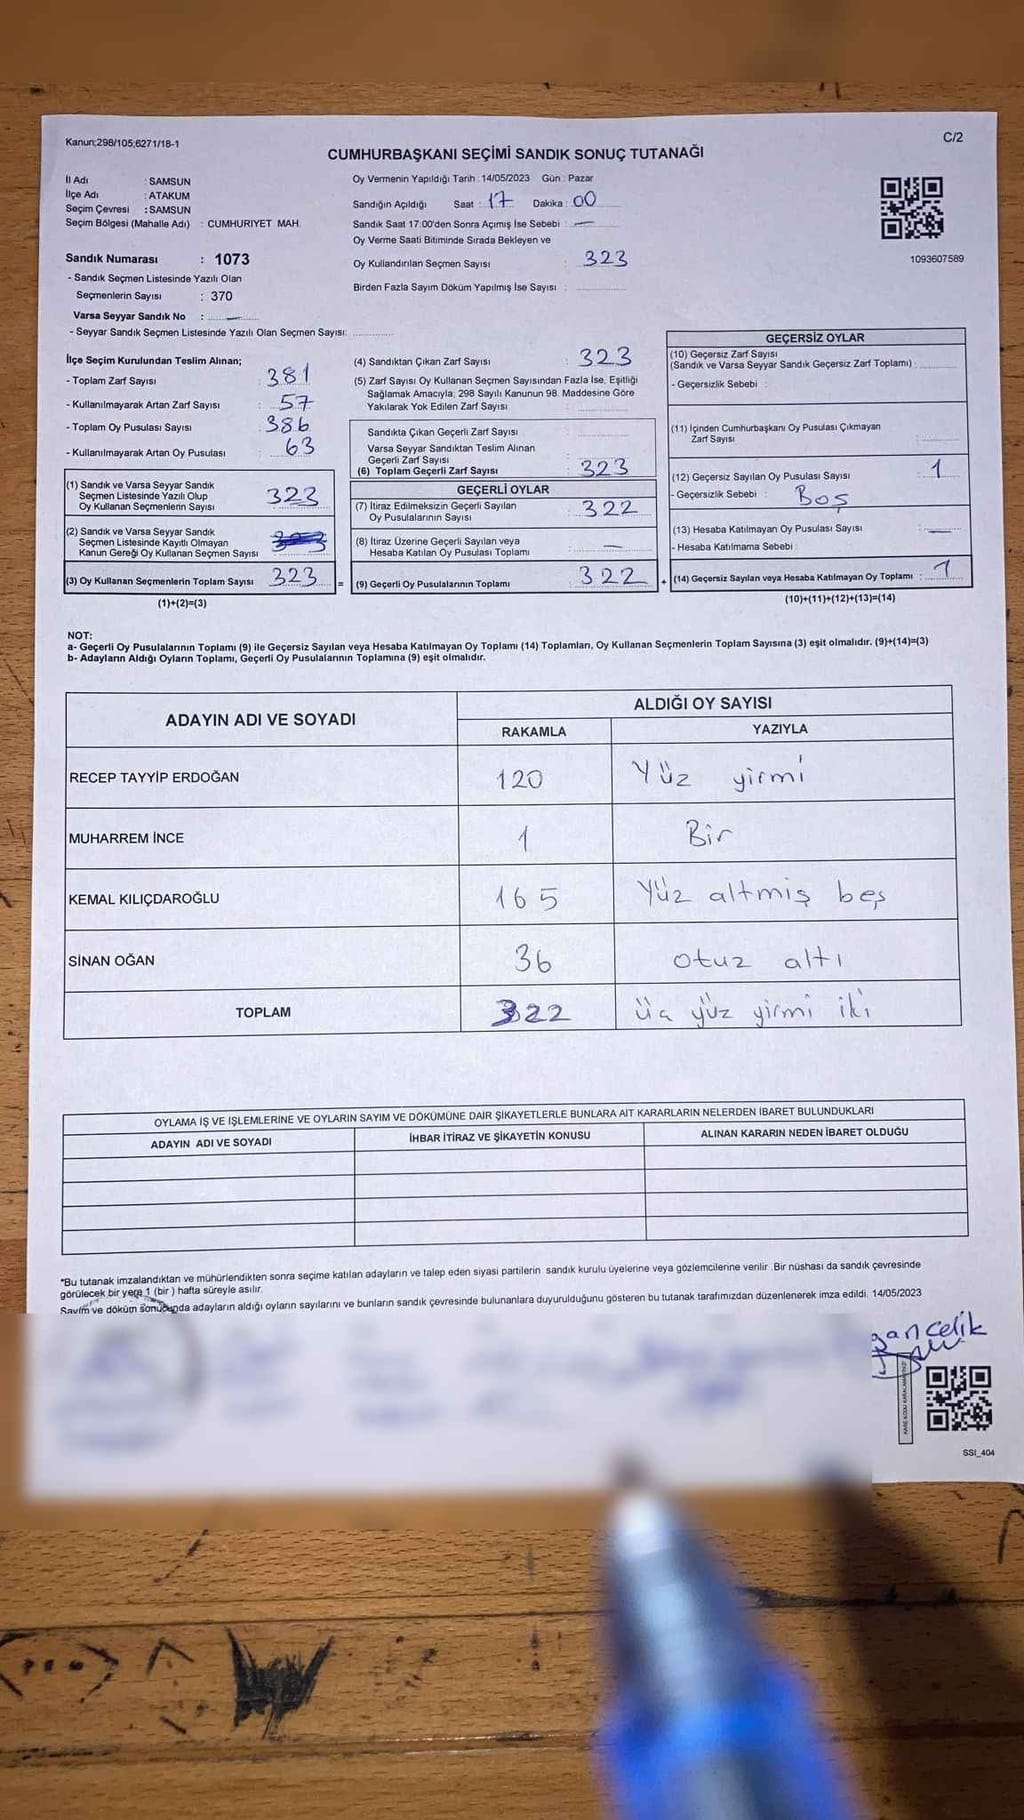 Kanun;298/105;6271/18-1
C/2
CUMHURBAŞKANI SEÇİMİ SANDIK SONUÇ TUTANAĞI
İl Adı : SAMSUN
İlçe Adı : ATAKUM
Seçim Çevresi : SAMSUN
Seçim Bölgesi (Mahalle Adı) : CUMHURIYET MAH.
Sandık Numarası : 1073
- Sandık Seçmen Listesinde Yazılı Olan
Seçmenlerin Sayısı : 370
Varsa Seyyar Sandık No : —
- Seyyar Sandık Seçmen Listesinde Yazılı Olan Seçmen Sayısı:
Oy Vermenin Yapıldığı Tarih : 14/05/2023 Gün : Pazar
Sandığın Açıldığı Saat : 17 Dakika : 00
Sandık Saat 17:00'den Sonra Açımış İse Sebebi : —
Oy Verme Saati Bitiminde Sırada Bekleyen ve
Oy Kullandırılan Seçmen Sayısı : 323
Birden Fazla Sayım Döküm Yapılmış İse Sayısı :
1093607589
İlçe Seçim Kurulundan Teslim Alınan;
- Toplam Zarf Sayısı : 381
- Kullanılmayarak Artan Zarf Sayısı : 57
- Toplam Oy Pusulası Sayısı : 386
- Kullanılmayarak Artan Oy Pusulası : 63
(1) Sandık ve Varsa Seyyar Sandık
Seçmen Listesinde Yazılı Olup
Oy Kullanan Seçmenlerin Sayısı 323
(2) Sandık ve Varsa Seyyar Sandık
Seçmen Listesinde Kayıtlı Olmayan
Kanun Gereği Oy Kullanan Seçmen Sayısı
(3) Oy Kullanan Seçmenlerin Toplam Sayısı 323 =
(1)+(2)=(3)
(4) Sandıktan Çıkan Zarf Sayısı : 323
(5) Zarf Sayısı Oy Kullanan Seçmen Sayısından Fazla İse, Eşitliği
Sağlamak Amacıyla, 298 Sayılı Kanunun 98. Maddesine Göre
Yakılarak Yok Edilen Zarf Sayısı :
Sandıkta Çıkan Geçerli Zarf Sayısı :
Varsa Seyyar Sandıktan Teslim Alınan
Geçerli Zarf Sayısı :
(6) Toplam Geçerli Zarf Sayısı : 323
GEÇERLİ OYLAR
(7) İtiraz Edilmeksizin Geçerli Sayılan
Oy Pusulalarının Sayısı : 322
(8) İtiraz Üzerine Geçerli Sayılan veya
Hesaba Katılan Oy Pusulası Toplamı : —
(9) Geçerli Oy Pusulalarının Toplamı : 322 +
GEÇERSİZ OYLAR
(10) Geçersiz Zarf Sayısı
(Sandık ve Varsa Seyyar Sandık Geçersiz Zarf Toplamı) :
- Geçersizlik Sebebi :
(11) İçinden Cumhurbaşkanı Oy Pusulası Çıkmayan
Zarf Sayısı :
(12) Geçersiz Sayılan Oy Pusulası Sayısı : 1
- Geçersizlik Sebebi : Boş
(13) Hesaba Katılmayan Oy Pusulası Sayısı : —
- Hesaba Katılmama Sebebi :
(14) Geçersiz Sayılan veya Hesaba Katılmayan Oy Toplamı : 1
(10)+(11)+(12)+(13)=(14)
NOT:
a- Geçerli Oy Pusulalarının Toplamı (9) ile Geçersiz Sayılan veya Hesaba Katılmayan Oy Toplamı (14) Toplamları, Oy Kullanan Seçmenlerin Toplam Sayısına (3) eşit olmalıdır. (9)+(14)=(3)
b- Adayların Aldığı Oyların Toplamı, Geçerli Oy Pusulalarının Toplamına (9) eşit olmalıdır.
ADAYIN ADI VE SOYADI
ALDIĞI OY SAYISI
RAKAMLA YAZIYLA
RECEP TAYYİP ERDOĞAN 120 Yüz yirmi
MUHARREM İNCE 1 Bir
KEMAL KILIÇDAROĞLU 165 Yüz altmış beş
SİNAN OĞAN 36 otuz altı
TOPLAM 322 üç yüz yirmi iki
OYLAMA İŞ VE İŞLEMLERİNE VE OYLARIN SAYIM VE DÖKÜMÜNE DAİR ŞİKAYETLERLE BUNLARA AİT KARARLARIN NELERDEN İBARET BULUNDUKLARI
ADAYIN ADI VE SOYADI İHBAR İTİRAZ VE ŞİKAYETİN KONUSU ALINAN KARARIN NEDEN İBARET OLDUĞU
*Bu tutanak imzalandıktan ve mühürlendikten sonra seçime katılan adayların ve talep eden siyasi partilerin sandık kurulu üyelerine veya gözlemcilerine verilir. Bir nüshası da sandık çevresinde
görülecek bir yere 1 (bir) hafta süreyle asılır.
Sayım ve döküm sonucunda adayların aldığı oyların sayılarını ve bunların sandık çevresinde bulunanlara duyurulduğunu gösteren bu tutanak tarafımızdan düzenlenerek imza edildi. 14/05/2023
gan Çelik
SSI_404